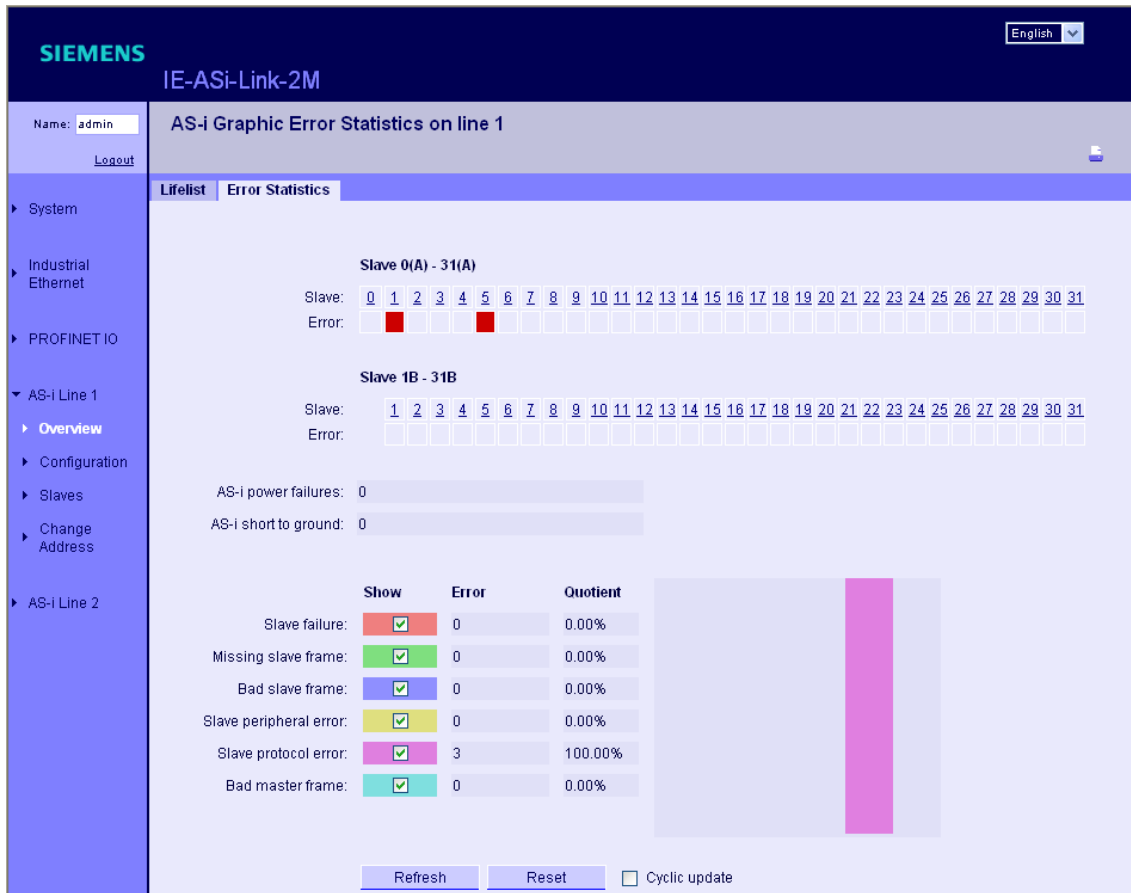 English
SIEMENS
IE-ASi-Link-2M
Name: admin
Logout
AS-i Graphic Error Statistics on line 1
Lifelist Error Statistics
System
Industrial
Ethernet
PROFINET IO
AS-i Line 1
Overview
Configuration
Slaves
Change
Address
AS-i Line 2
Slave 0(A) - 31(A)
Slave: 0 1 2 3 4 5 6 7 8 9 10 11 12 13 14 15 16 17 18 19 20 21 22 23 24 25 26 27 28 29 30 31
Error:
Slave 1B - 31B
Slave: 1 2 3 4 5 6 7 8 9 10 11 12 13 14 15 16 17 18 19 20 21 22 23 24 25 26 27 28 29 30 31
Error:
AS-i power failures: 0
AS-i short to ground: 0
Show Error Quotient
Slave failure: 0 0.00%
Missing slave frame: 0 0.00%
Bad slave frame: 0 0.00%
Slave peripheral error: 0 0.00%
Slave protocol error: 3 100.00%
Bad master frame: 0 0.00%
Refresh Reset Cyclic update